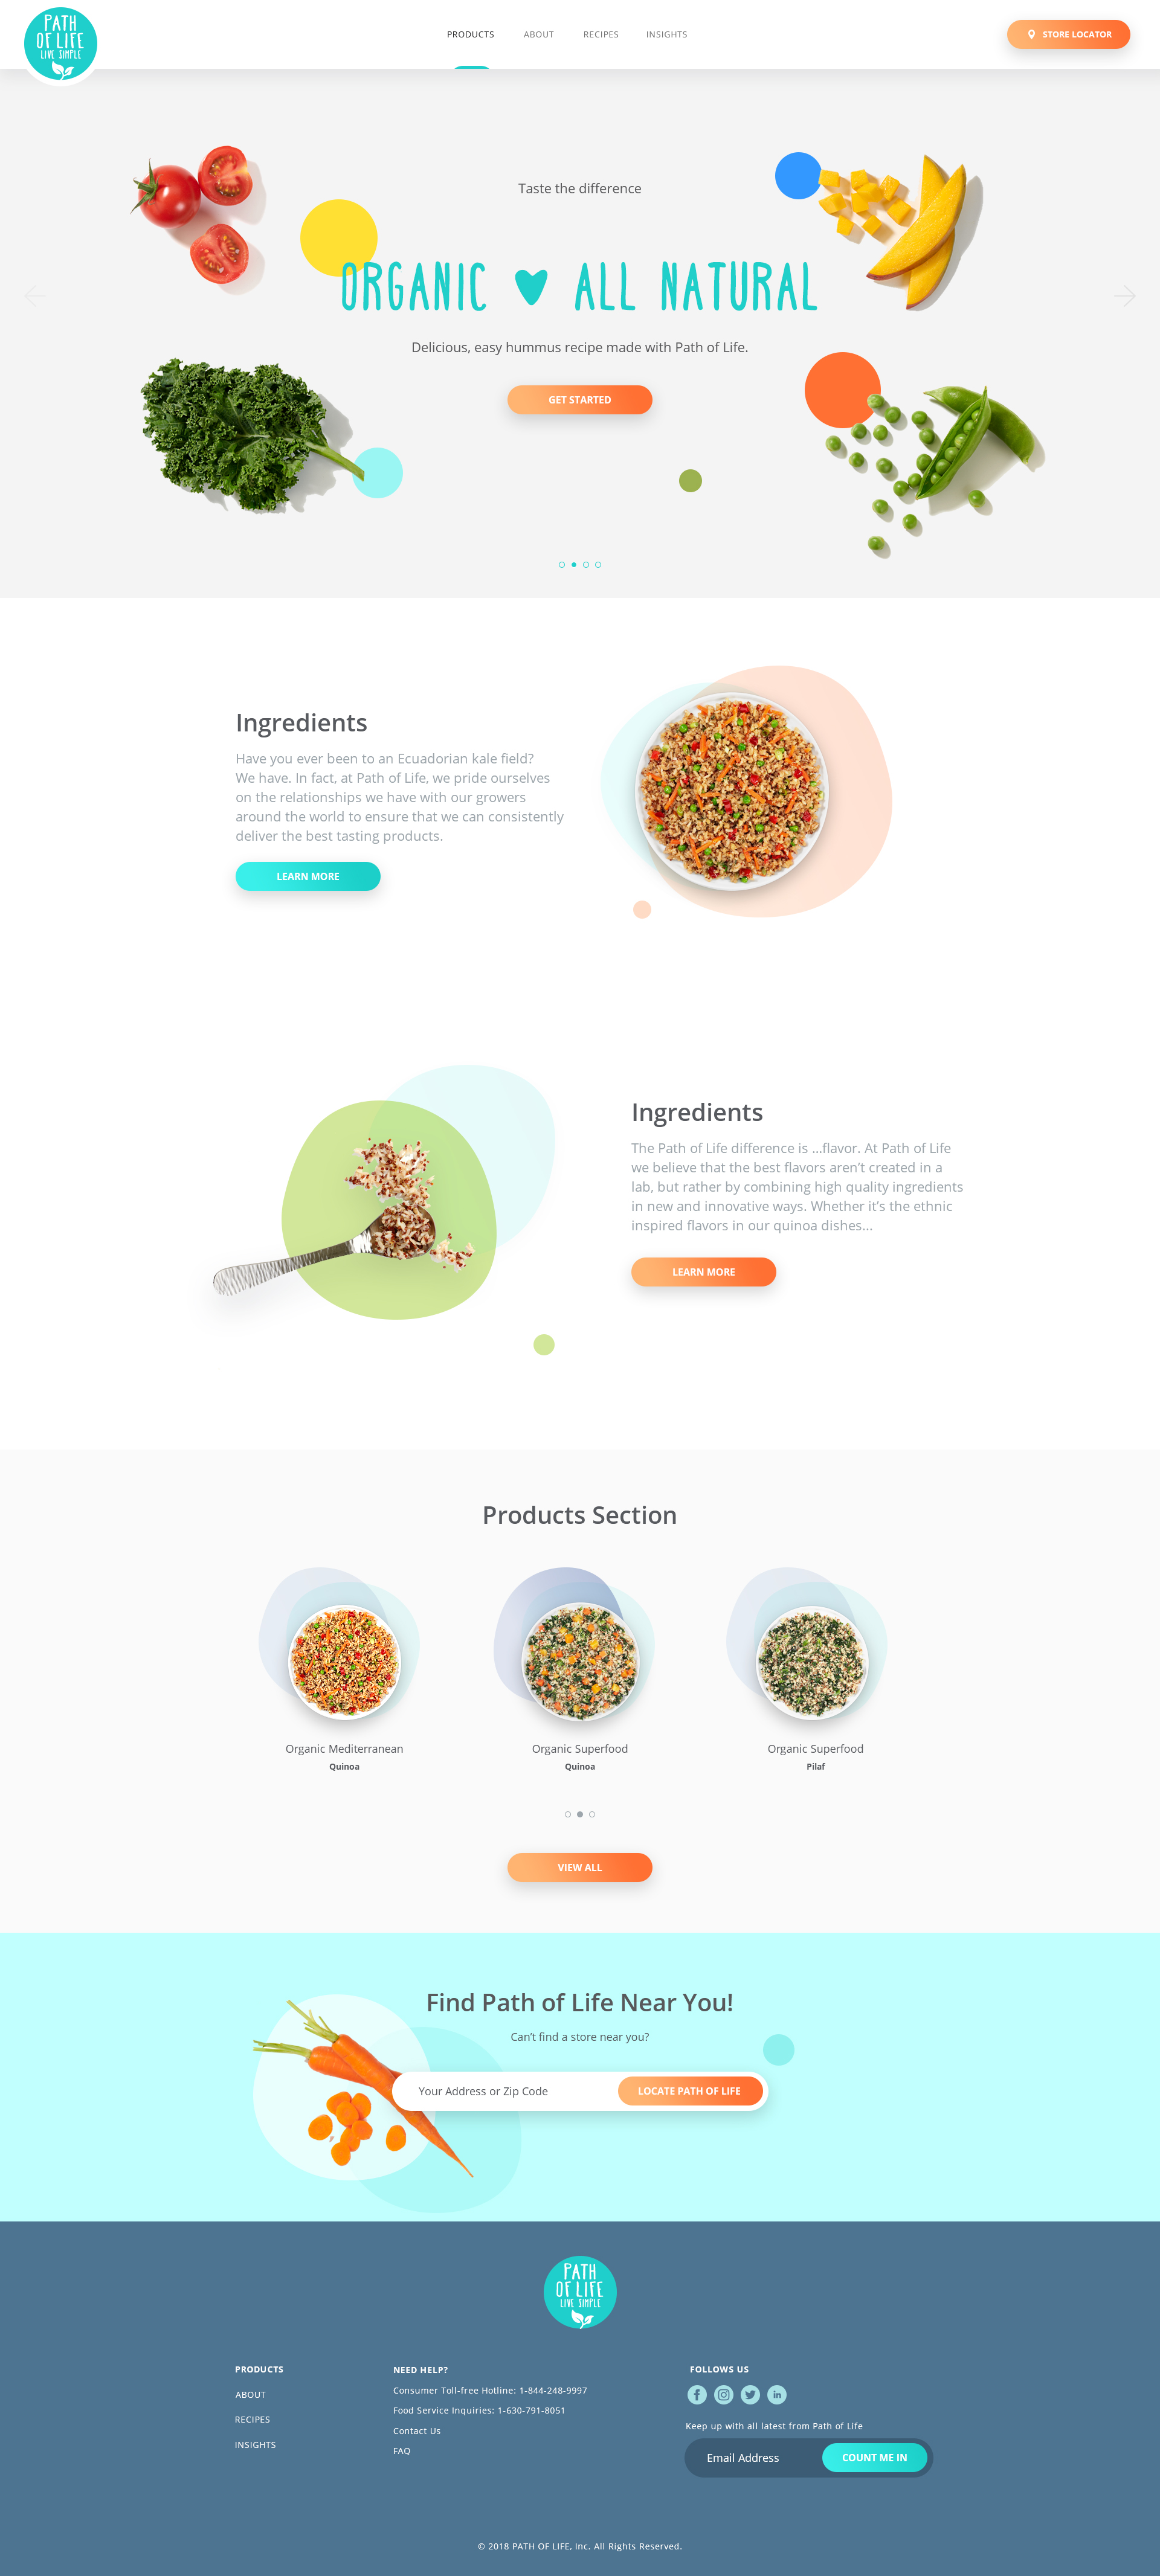 PATH
OF LIFE
LIVE SIMPLE
PRODUCTS
ABOUT
RECIPES
INSIGHTS
STORE LOCATOR
Taste the difference
ORGANIC ♥ ALL NATURAL
Delicious, easy hummus recipe made with Path of Life.
GET STARTED
Ingredients
Have you ever been to an Ecuadorian kale field?
We have. In fact, at Path of Life, we pride ourselves
on the relationships we have with our growers
around the world to ensure that we can consistently
deliver the best tasting products.
LEARN MORE
Ingredients
The Path of Life difference is ...flavor. At Path of Life
we believe that the best flavors aren't created in a
lab, but rather by combining high quality ingredients
in new and innovative ways. Whether it's the ethnic
inspired flavors in our quinoa dishes...
LEARN MORE
Products Section
Organic Mediterranean
Quinoa
Organic Superfood
Quinoa
Organic Superfood
Pilaf
VIEW ALL
Find Path of Life Near You!
Can't find a store near you?
Your Address or Zip Code
LOCATE PATH OF LIFE
PATH
OF LIFE
LIVE SIMPLE
PRODUCTS
ABOUT
RECIPES
INSIGHTS
NEED HELP?
Consumer Toll-free Hotline: 1-844-248-9997
Food Service Inquiries: 1-630-791-8051
Contact Us
FAQ
FOLLOWS US
in
Keep up with all latest from Path of Life
Email Address
COUNT ME IN
© 2018 PATH OF LIFE, Inc. All Rights Reserved.